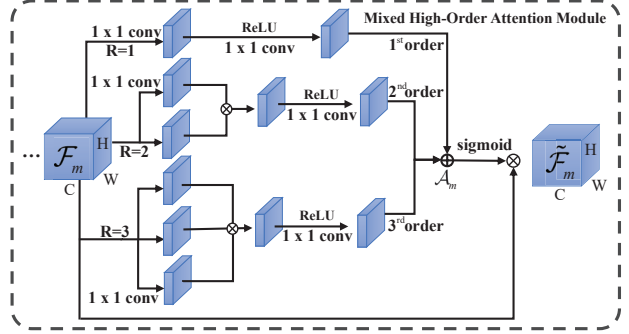 Mixed High-Order Attention Module
1 x 1 conv
R=1
ReLU
1 x 1 conv
1st order
1 x 1 conv
R=2
ReLU
1 x 1 conv
2nd order
...
Fm
H
W
C
sigmoid
Am
F̃m
H
W
C
R=3
1 x 1 conv
ReLU
1 x 1 conv
3rd order